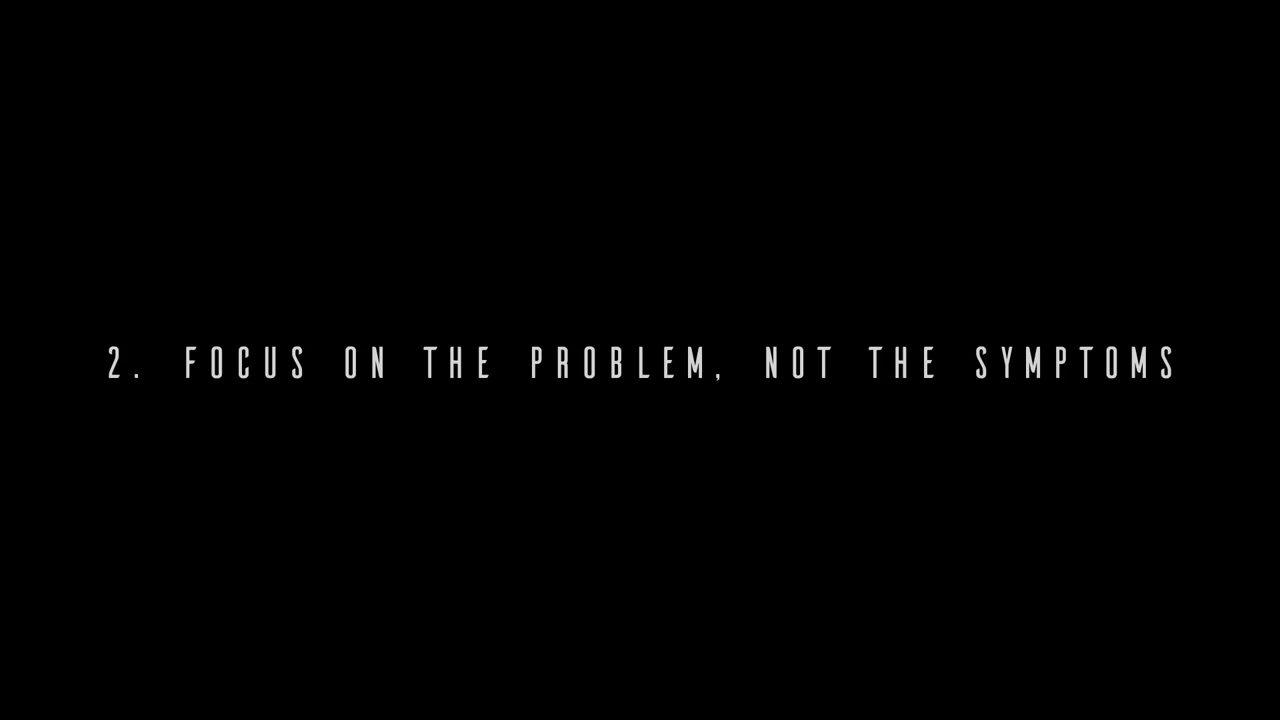 2. FOCUS ON THE PROBLEM, NOT THE SYMPTOMS